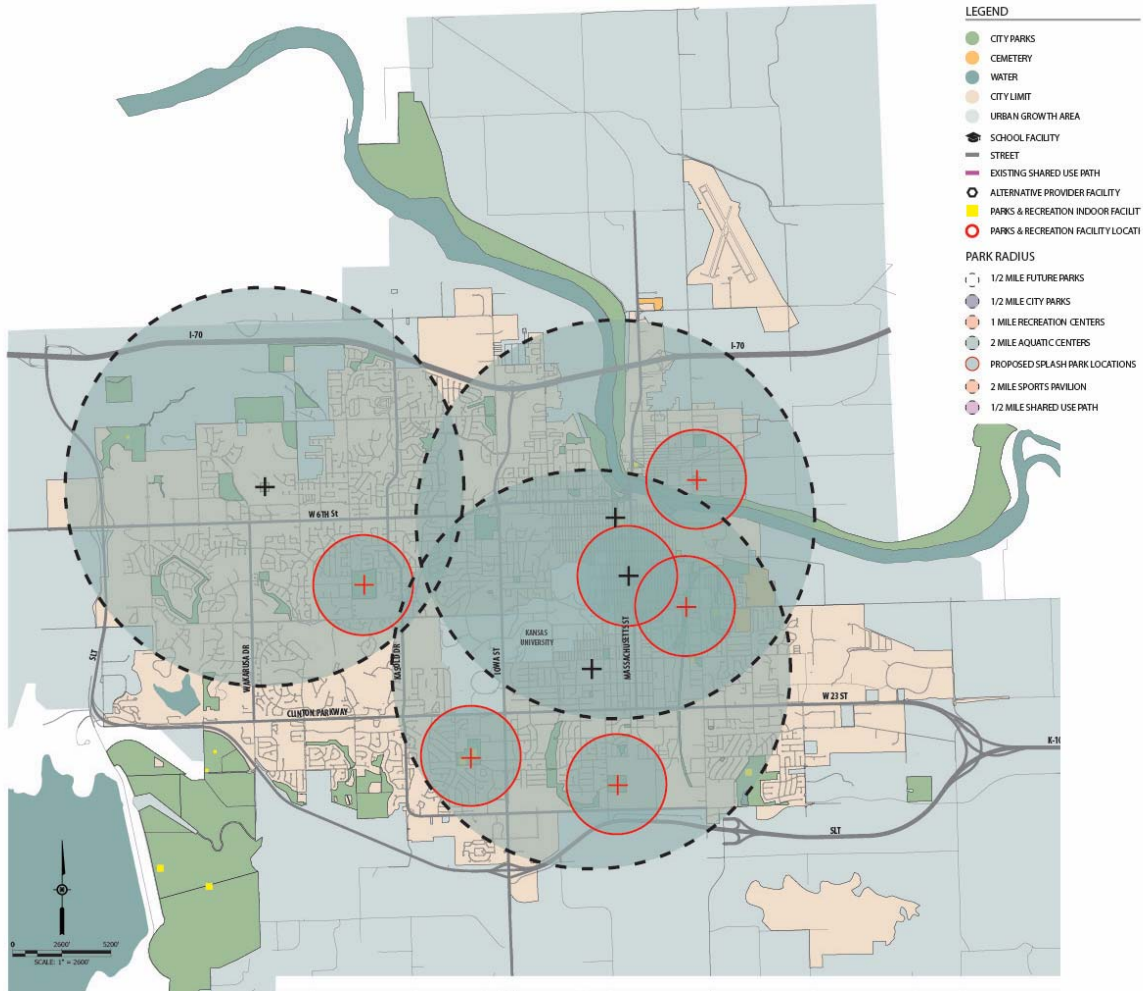 LEGEND
CITY PARKS
CEMETERY
WATER
CITY LIMIT
URBAN GROWTH AREA
SCHOOL FACILITY
STREET
EXISTING SHARED USE PATH
ALTERNATIVE PROVIDER FACILITY
PARKS & RECREATION INDOOR FACILIT
PARKS & RECREATION FACILITY LOCATI
PARK RADIUS
1/2 MILE FUTURE PARKS
1/2 MILE CITY PARKS
1 MILE RECREATION CENTERS
2 MILE AQUATIC CENTERS
PROPOSED SPLASH PARK LOCATIONS
2 MILE SPORTS PAVILION
1/2 MILE SHARED USE PATH
I-70
I-70
W 6TH St
KANSAS
UNIVERSITY
MASSACHUSETTS ST
IOWA ST
KASOLD DR
WAKARUSA DR
SLT
CLINTON PARKWAY
W 23 ST
K-10
SLT
0 2600' 5200'
SCALE: 1" = 2600'